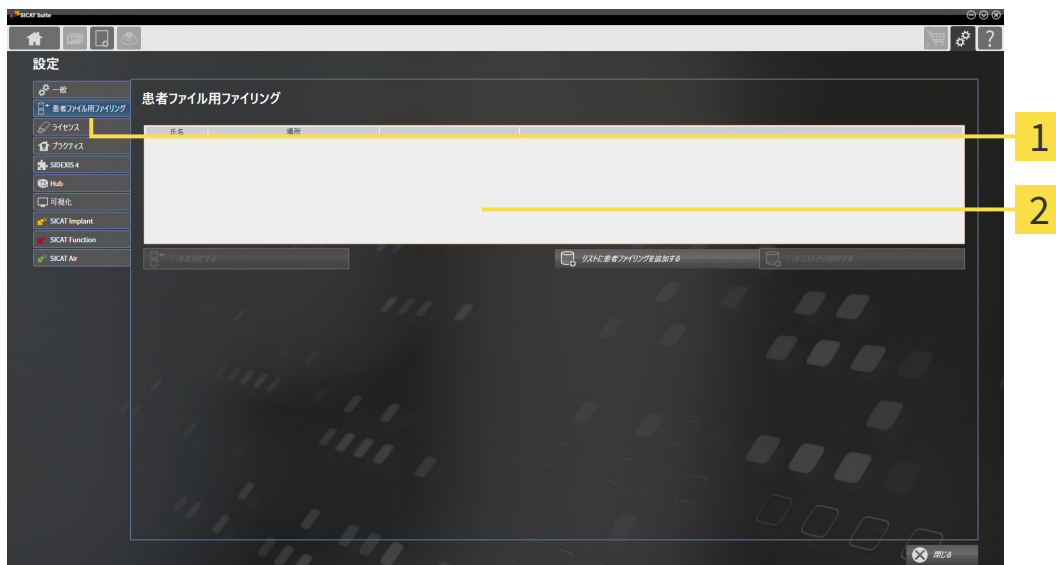 SICAT Suite
?
設定
一般
患者ファイル用ファイリング
ライセンス
プラクティス
SIDEXIS 4
Hub
可視化
SICAT Implant
SICAT Function
SICAT Air
患者ファイル用ファイリング
氏名 場所
リストに患者ファイリングを追加する
閉じる
1
2